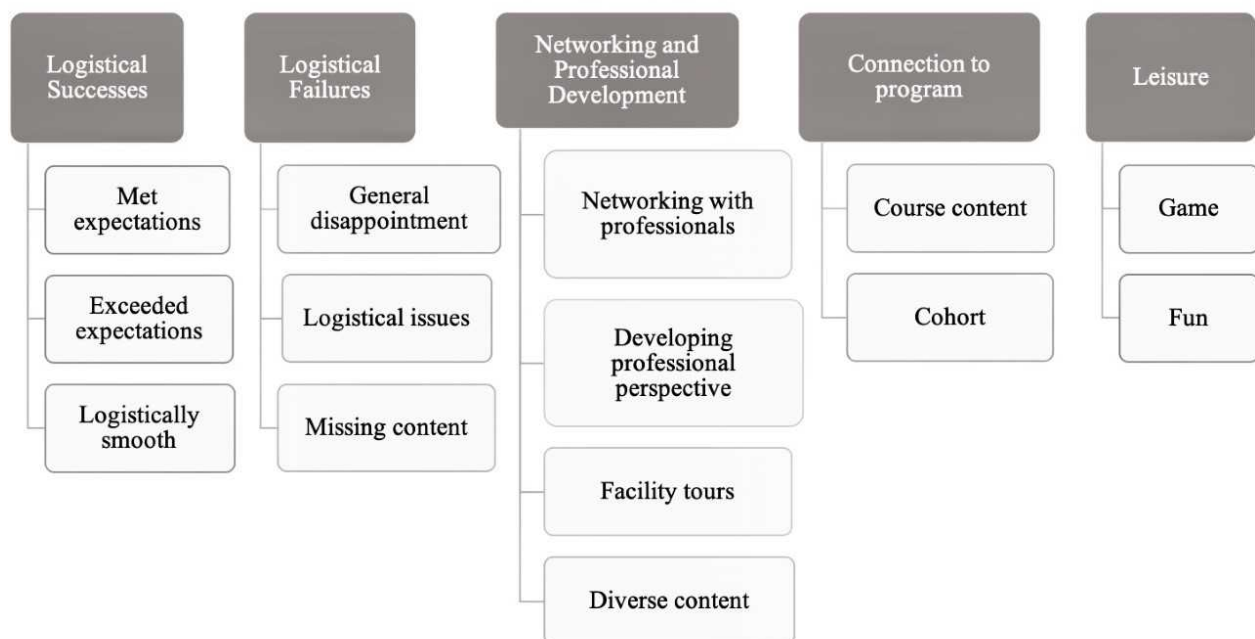 Logistical
Successes
Met
expectations
Exceeded
expectations
Logistically
smooth
Logistical
Failures
General
disappointment
Logistical issues
Missing content
Networking and
Professional
Development
Networking with
professionals
Developing
professional
perspective
Facility tours
Diverse content
Connection to
program
Course content
Cohort
Leisure
Game
Fun